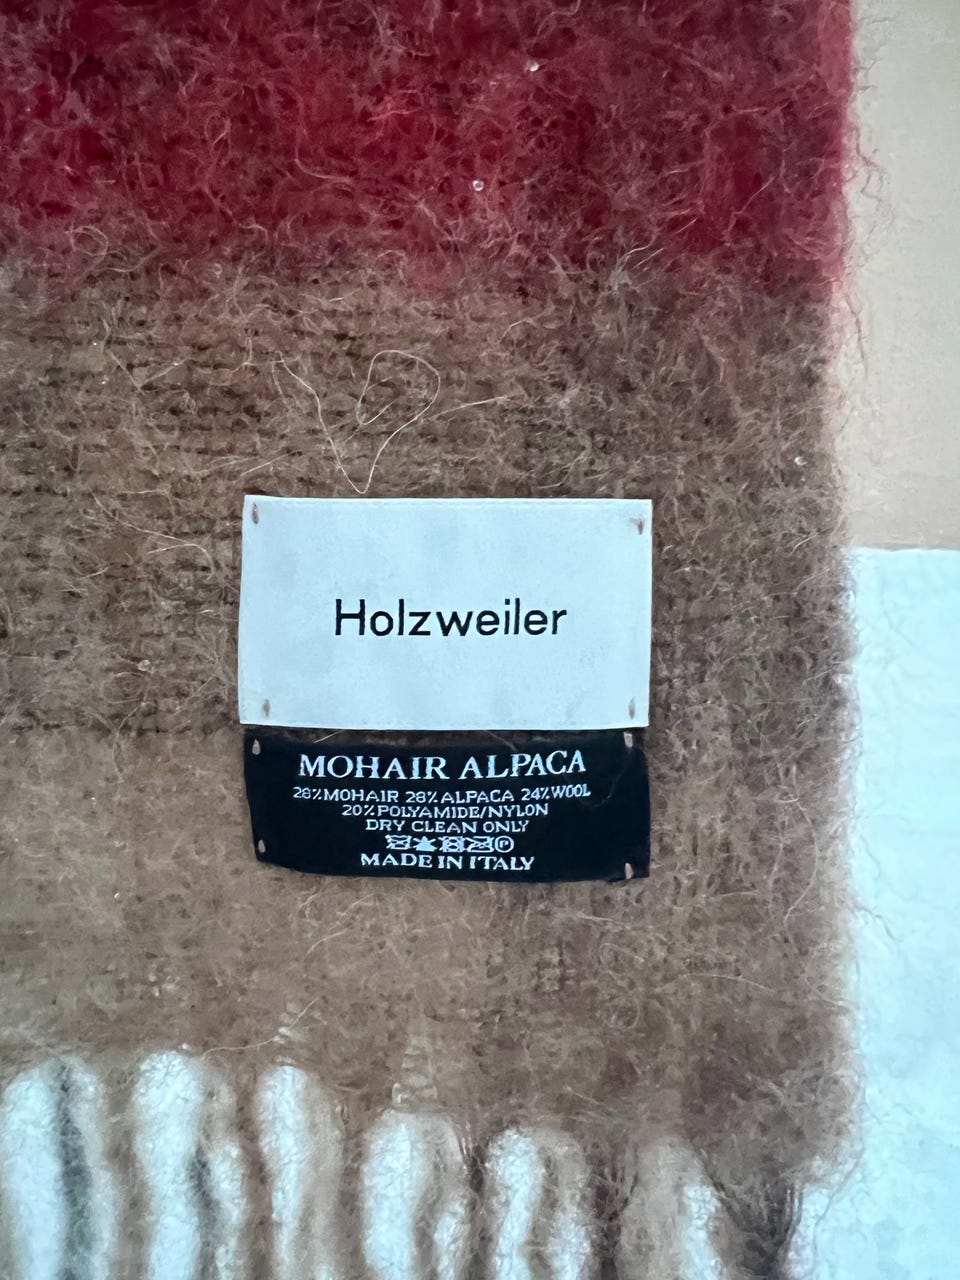 Holzweiler
MOHAIR ALPACA
28%MOHAIR 28%ALPACA 24%WOOL
20%POLYAMIDE/NYLON
DRY CLEAN ONLY
P
MADE IN ITALY